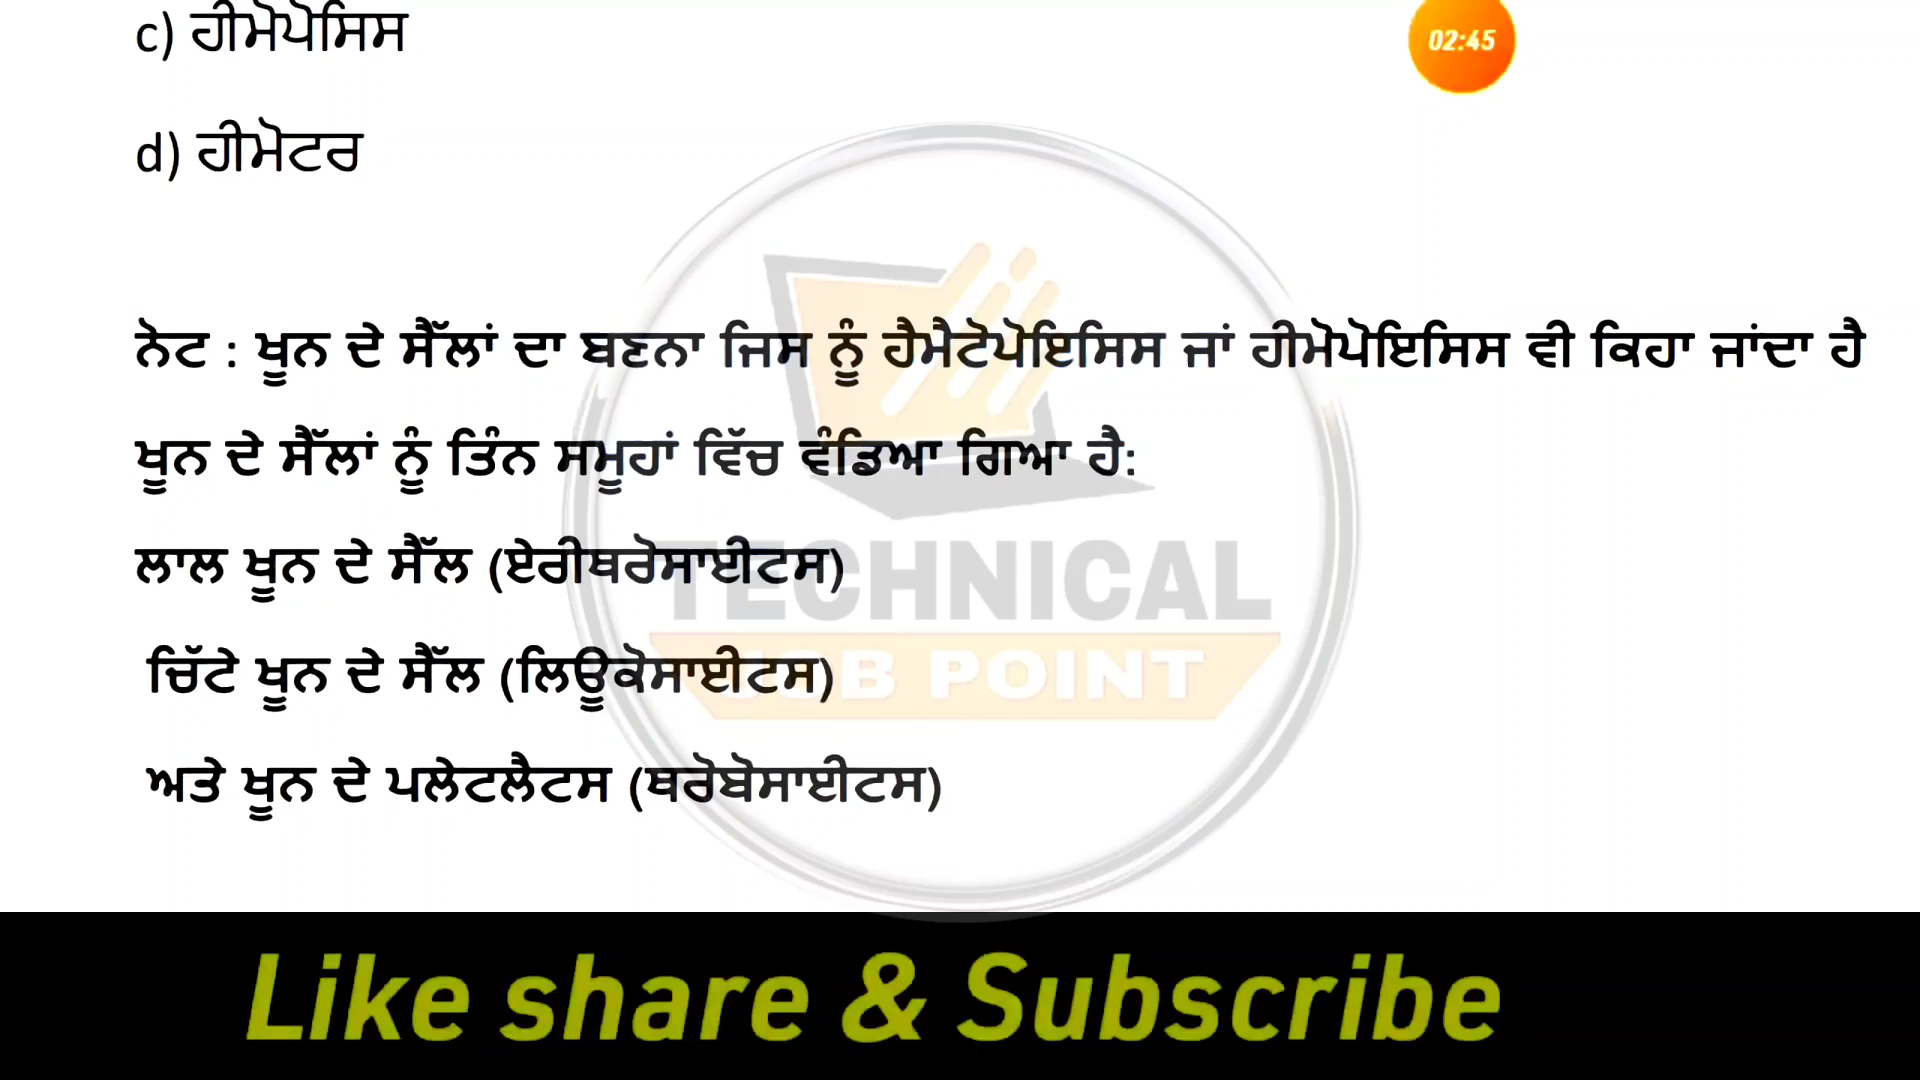 c) ਹੀਮੋਪੋਸਿਸ
02:45
d) ਹੀਮੋਟਰ
ਨੋਟ : ਖੂਨ ਦੇ ਸੈੱਲਾਂ ਦਾ ਬਣਨਾ ਜਿਸ ਨੂੰ ਹੈਮੈਟੋਪੋਇਸਿਸ ਜਾਂ ਹੀਮੋਪੋਇਸਿਸ ਵੀ ਕਿਹਾ ਜਾਂਦਾ ਹੈ
ਖੂਨ ਦੇ ਸੈੱਲਾਂ ਨੂੰ ਤਿੰਨ ਸਮੂਹਾਂ ਵਿੱਚ ਵੰਡਿਆ ਗਿਆ ਹੈ:
ਲਾਲ ਖੂਨ ਦੇ ਸੈੱਲ (ਏਰੀਥਰੋਸਾਈਟਸ)
ਚਿੱਟੇ ਖੂਨ ਦੇ ਸੈੱਲ (ਲਿਊਕੋਸਾਈਟਸ)
ਅਤੇ ਖੂਨ ਦੇ ਪਲੇਟਲੈਟਸ (ਥਰੋਬੋਸਾਈਟਸ)
TECHNICAL
JOB POINT
Like share & Subscribe